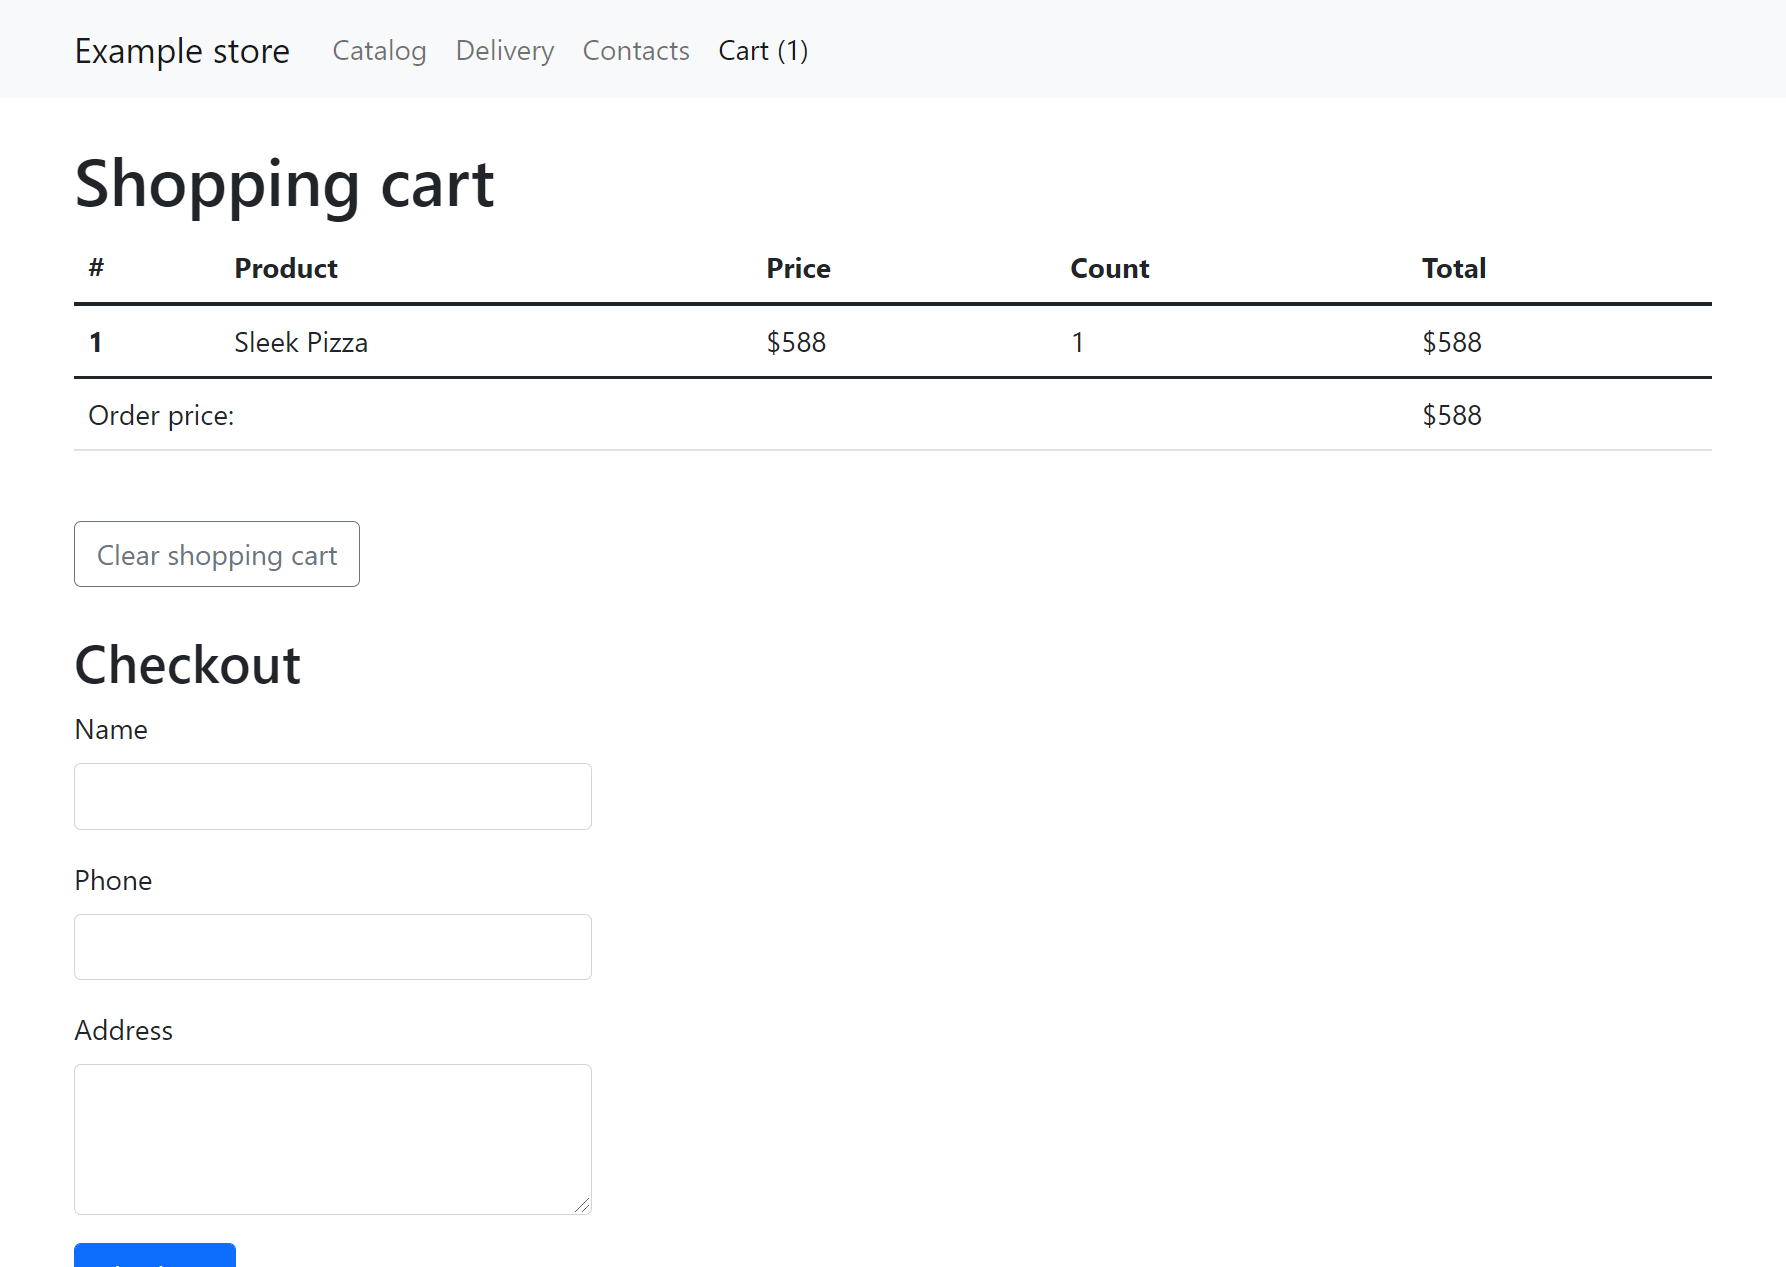 Example store Catalog Delivery Contacts Cart (1)
Shopping cart
# Product Price Count Total
1 Sleek Pizza $588 1 $588
Order price: $588
Clear shopping cart
Checkout
Name
Phone
Address